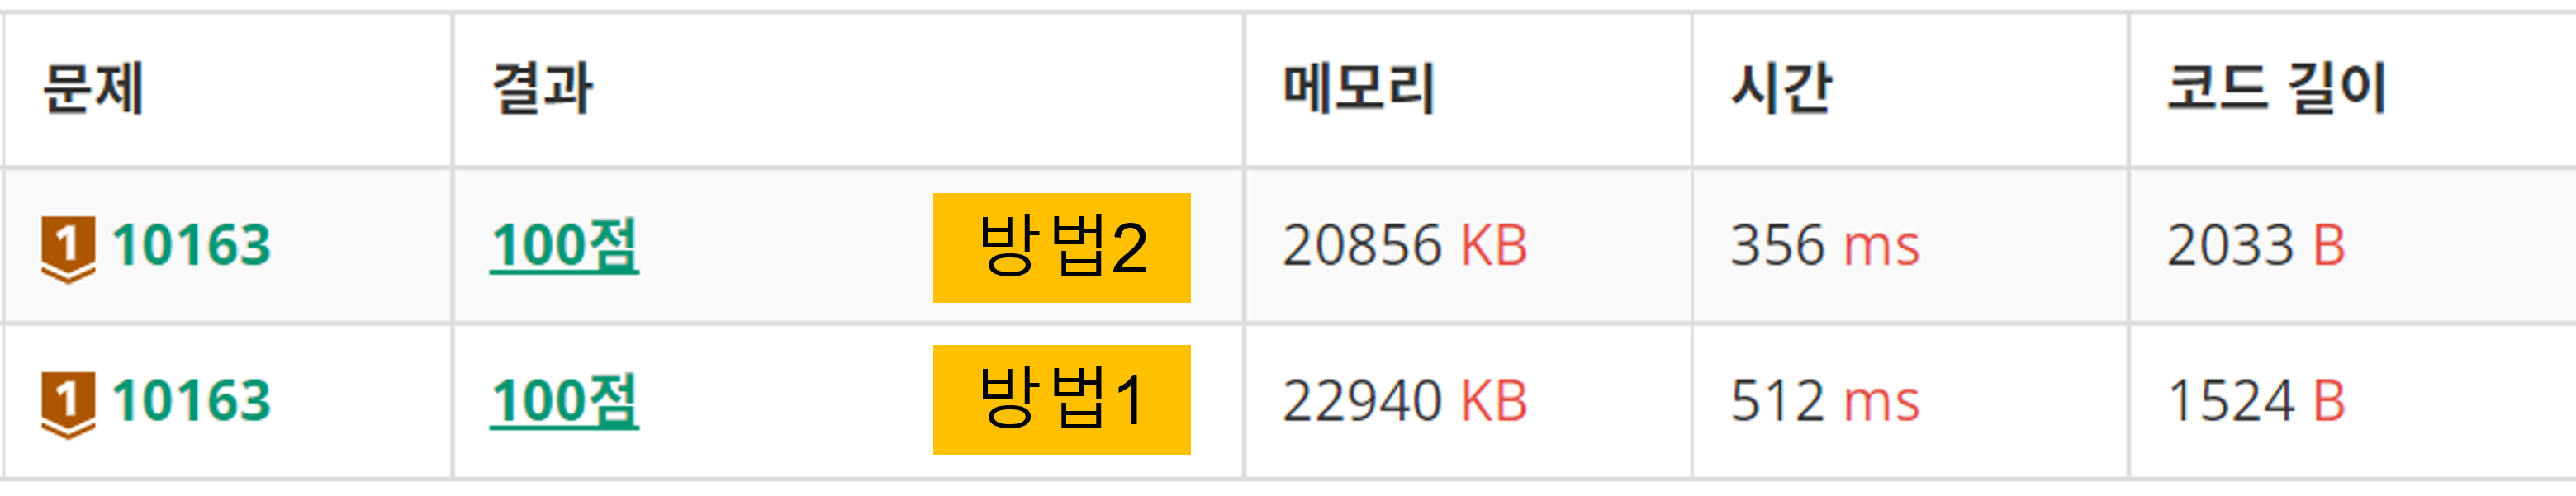 문제 결과 메모리 시간 코드 길이
1 10163 100점 방법2 20856 KB 356 ms 2033 B
1 10163 100점 방법1 22940 KB 512 ms 1524 B